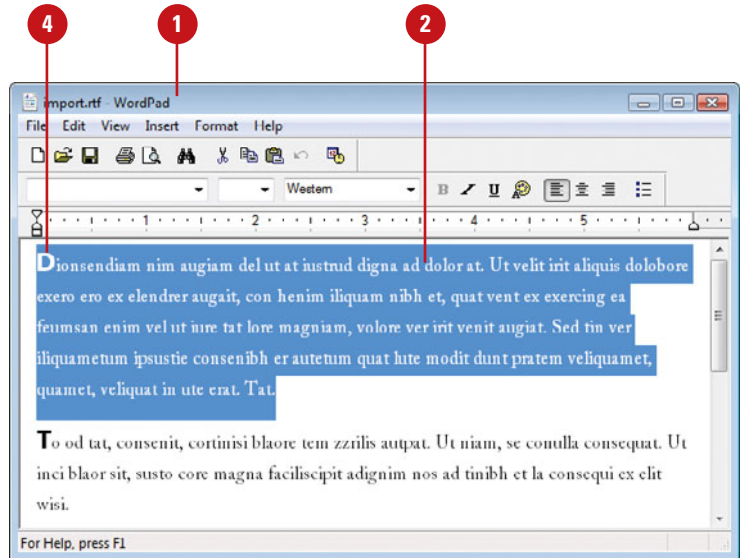 4 1 2
import.rtf - WordPad
File Edit View Insert Format Help
Western B U
1 2 3 4 5
Dionsendiam nim augiam del ut at iustrud digna ad dolor at. Ut velit irit aliquis dolobore
exero ero ex elendrer augait, con henim iliquam nibh et, quat vent ex exercing ea
feumsan enim vel ut iure tat lore magniam, volore ver irit venit augiat. Sed tin ver
iliquametum ipsustie consenibh er autetum quat lute modit dunt pratem veliquamet,
quamet, veliquat in ute erat. Tat.
To od tat, consenit, cortinisi blaore tem zzrilis autpat. Ut niam, se conulla consequat. Ut
inci blaor sit, susto core magna faciliscipit adignim nos ad tinibh et la consequi ex elit
wisi.
For Help, press F1